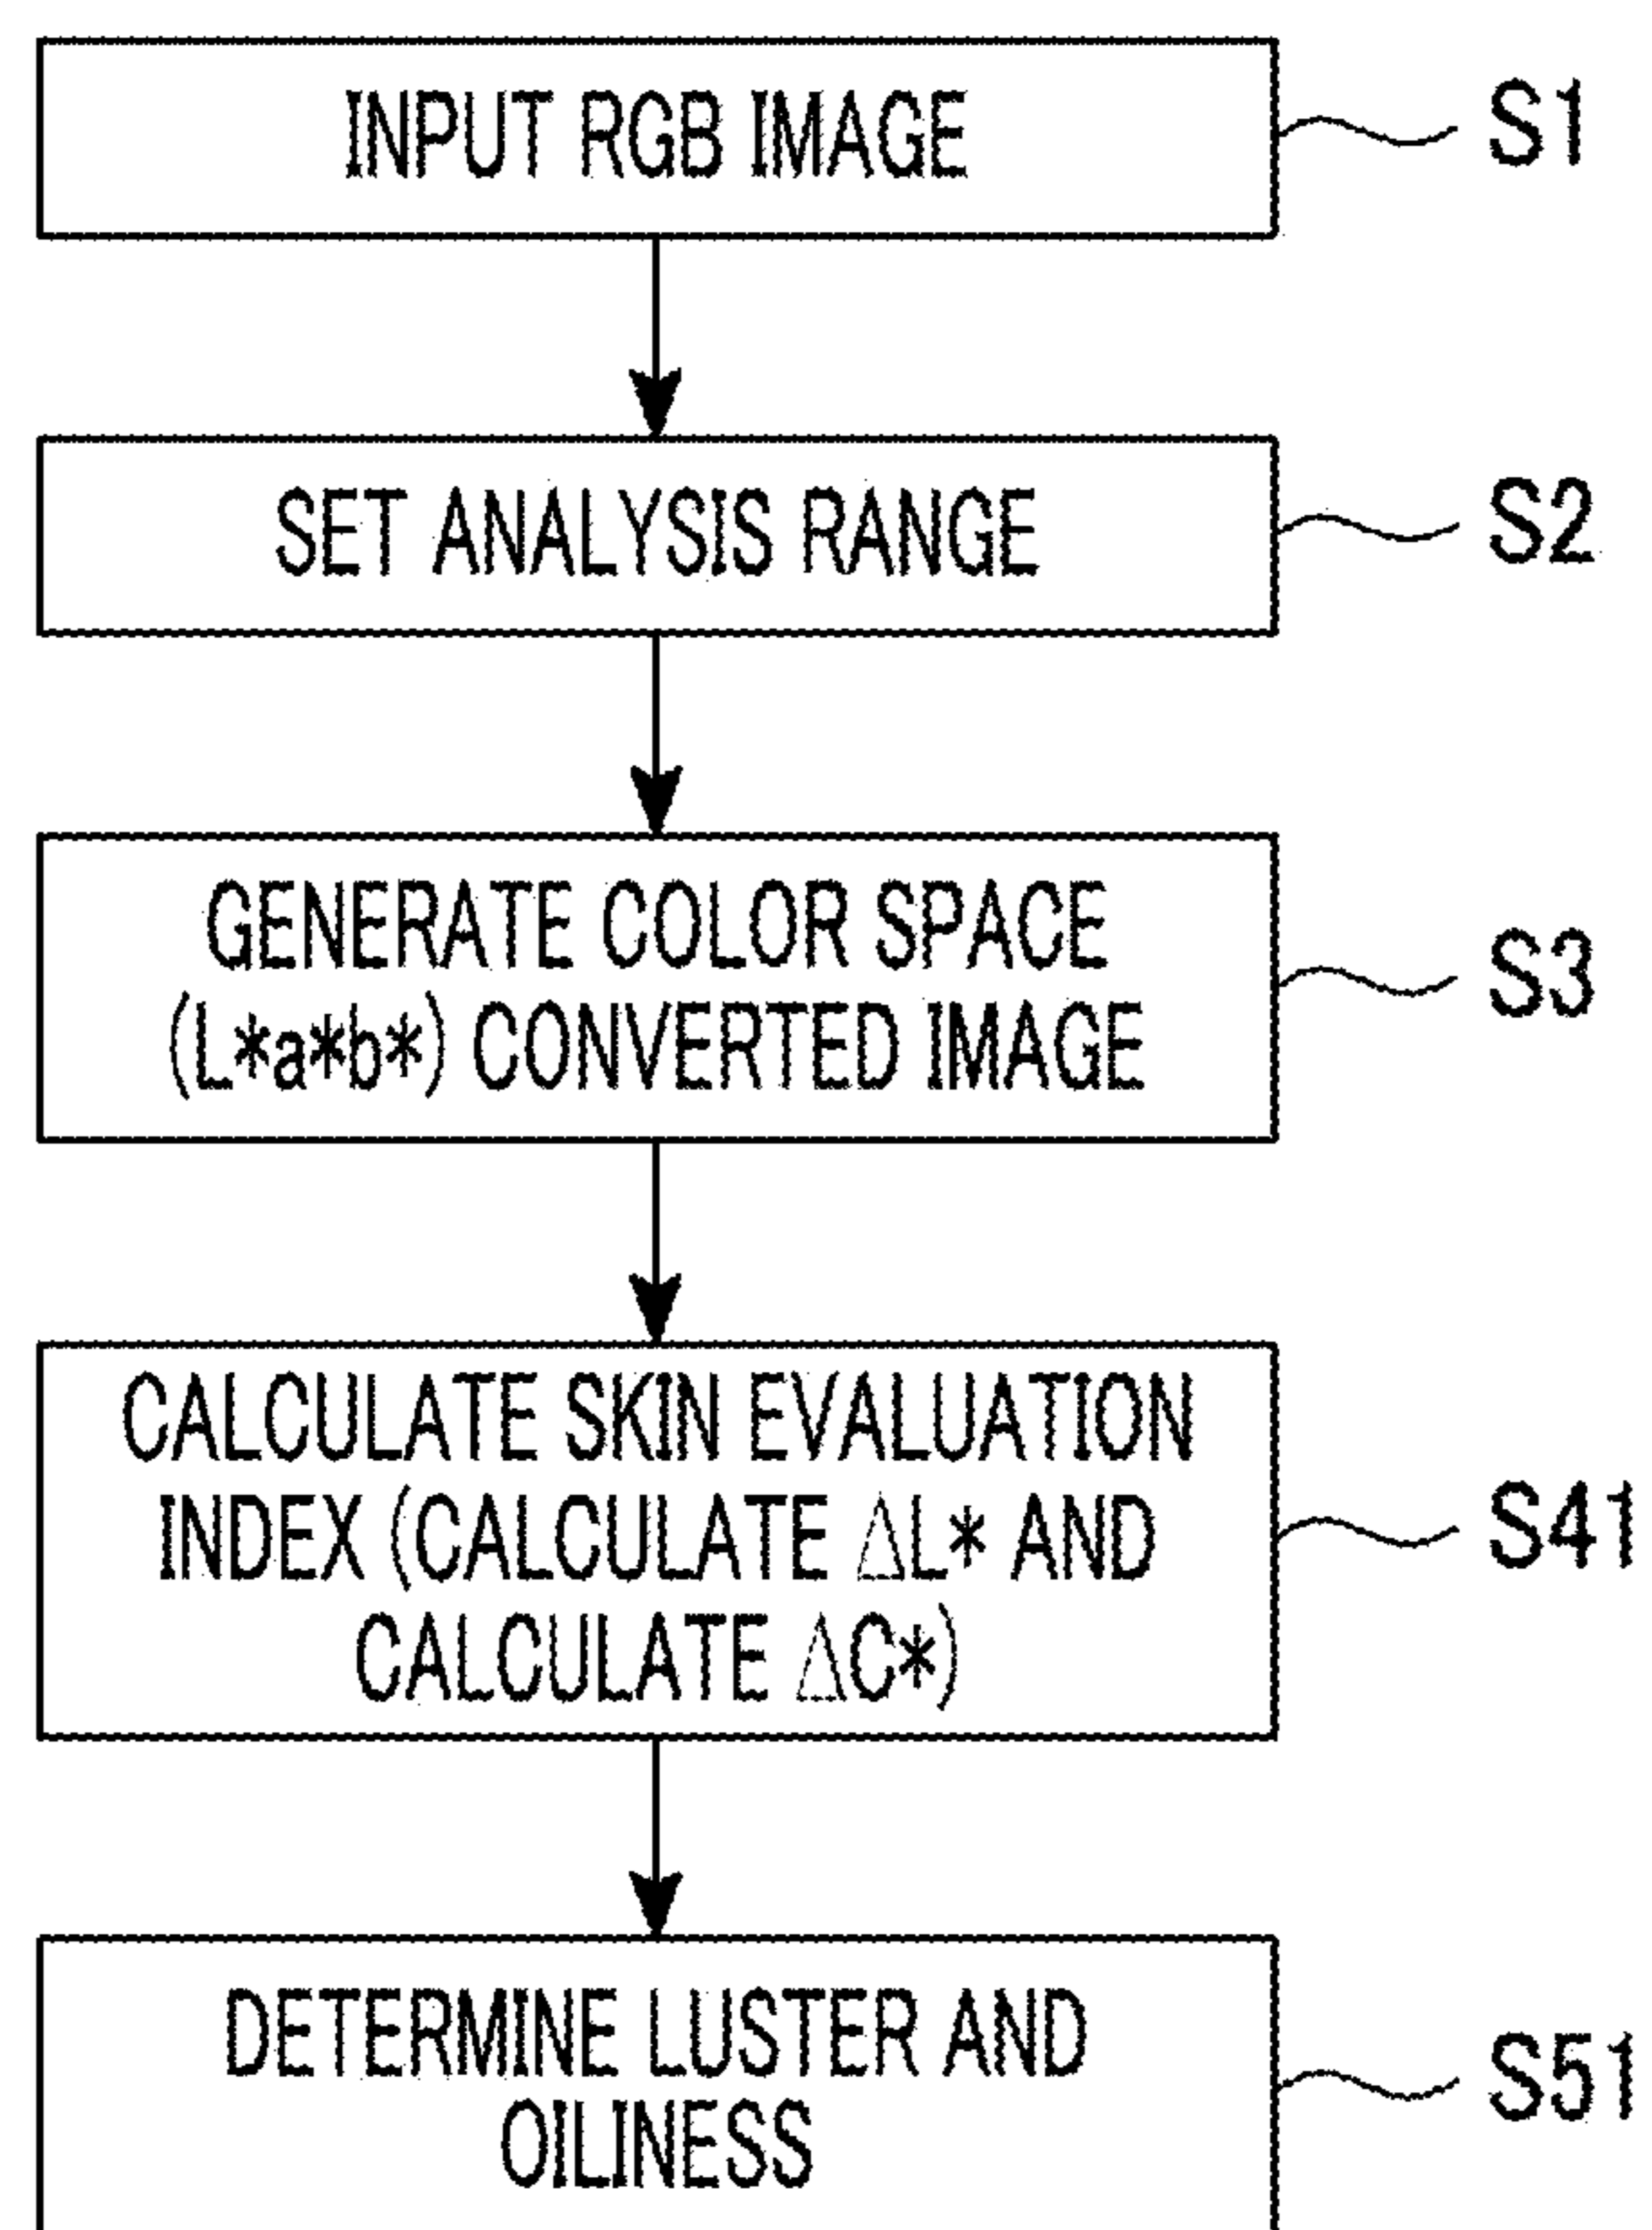 INPUT RGB IMAGE
S1
SET ANALYSIS RANGE
S2
GENERATE COLOR SPACE
(L*a*b*) CONVERTED IMAGE
S3
CALCULATE SKIN EVALUATION
INDEX (CALCULATE ΔL* AND
CALCULATE ΔC*)
S41
DETERMINE LUSTER AND
OILINESS
S51